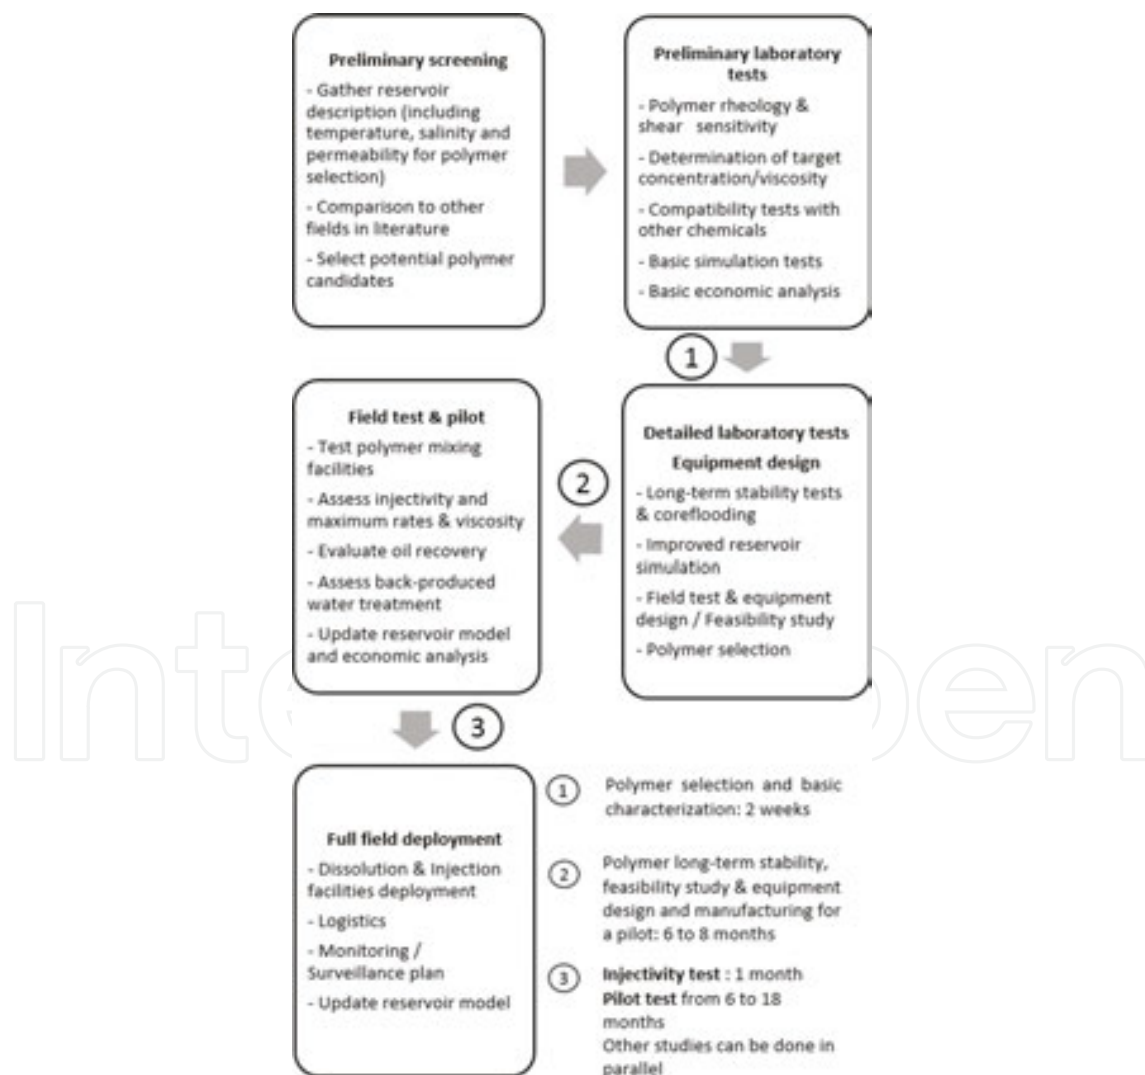 Preliminary screening
- Gather reservoir
description (including
temperature, salinity and
permeability for polymer
selection)
- Comparison to other
fields in literature
- Select potential polymer
candidates
Preliminary laboratory
tests
- Polymer rheology &
shear sensitivity
- Determination of target
concentration/viscosity
- Compatibility tests with
other chemicals
- Basic simulation tests
- Basic economic analysis
1
Detailed laboratory tests
Equipment design
- Long-term stability tests
& coreflooding
- Improved reservoir
simulation
- Field test & equipment
design / Feasibility study
- Polymer selection
2
Field test & pilot
- Test polymer mixing
facilities
- Assess injectivity and
maximum rates & viscosity
- Evaluate oil recovery
- Assess back-produced
water treatment
- Update reservoir model
and economic analysis
3
Full field deployment
- Dissolution & Injection
facilities deployment
- Logistics
- Monitoring /
Surveillance plan
- Update reservoir model
1 Polymer selection and basic
characterization: 2 weeks
2 Polymer long-term stability,
feasibility study & equipment
design and manufacturing for
a pilot: 6 to 8 months
3 Injectivity test : 1 month
Pilot test from 6 to 18
months
Other studies can be done in
parallel